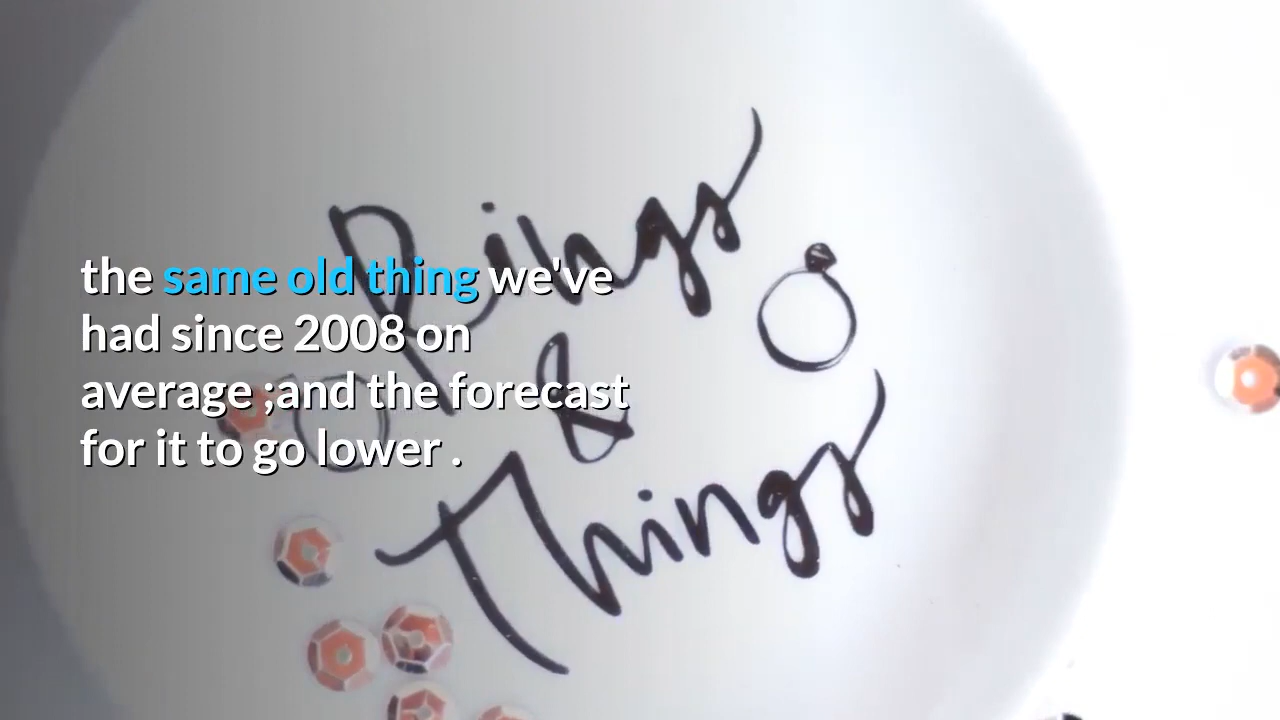 Rings
&
Things
the same old thing we've
had since 2008 on
average ;and the forecast
for it to go lower .